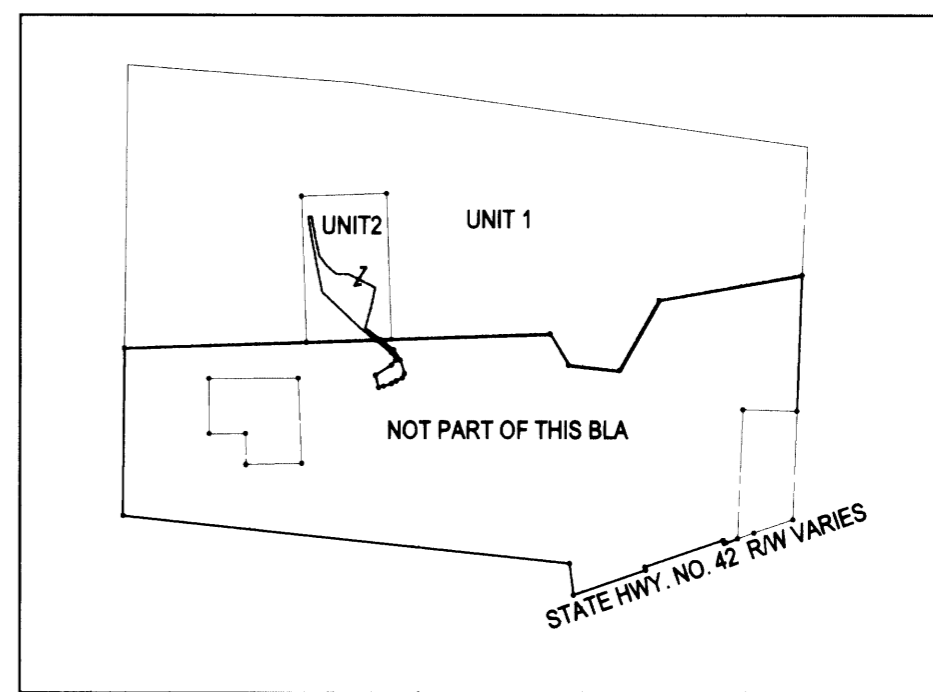 UNIT2
UNIT 1
NOT PART OF THIS BLA
STATE HWY. NO. 42 R/W VARIES